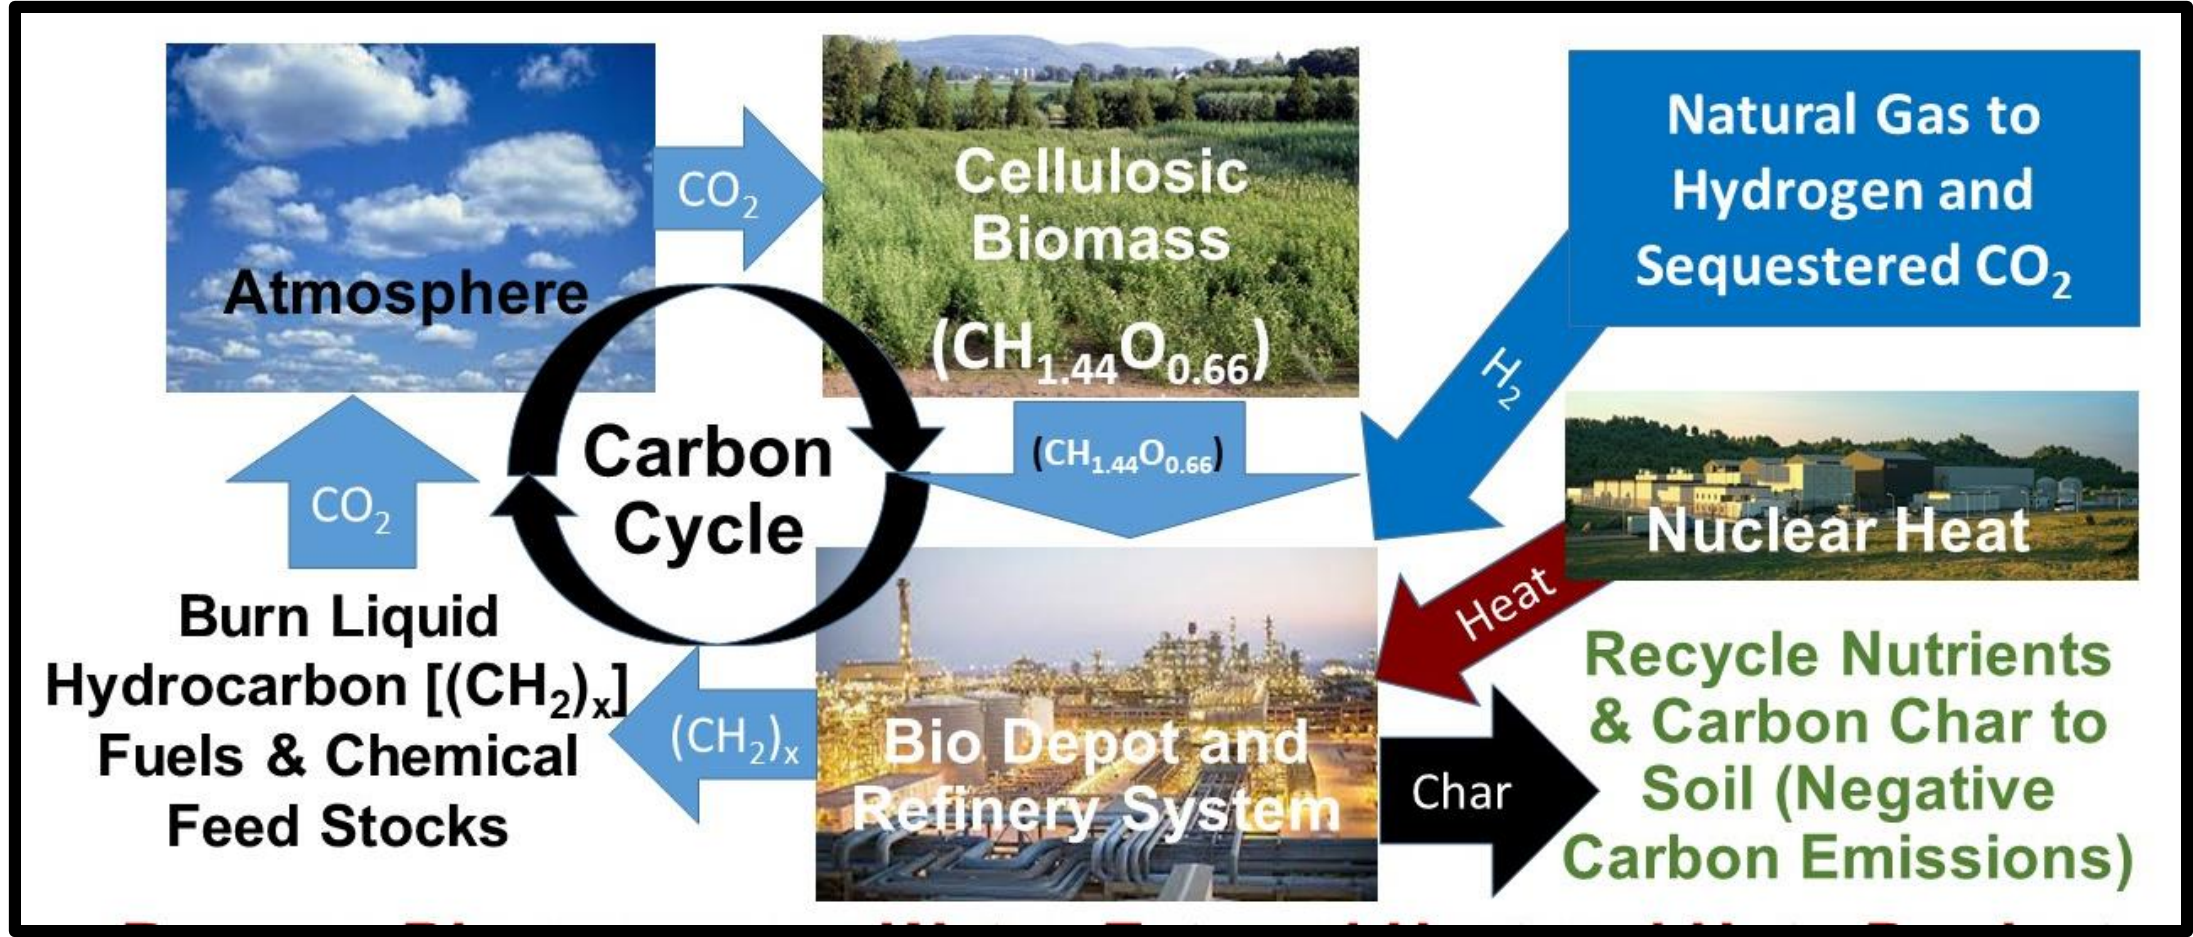 Atmosphere
CO₂
Cellulosic
Biomass
(CH₁.₄₄O₀.₆₆)
Natural Gas to
Hydrogen and
Sequestered CO₂
H₂
Carbon
Cycle
(CH₁.₄₄O₀.₆₆)
CO₂
Nuclear Heat
Heat
Burn Liquid
Hydrocarbon [(CH₂)ₓ]
Fuels & Chemical
Feed Stocks
(CH₂)ₓ
Bio Depot and
Refinery System
Char
Recycle Nutrients
& Carbon Char to
Soil (Negative
Carbon Emissions)